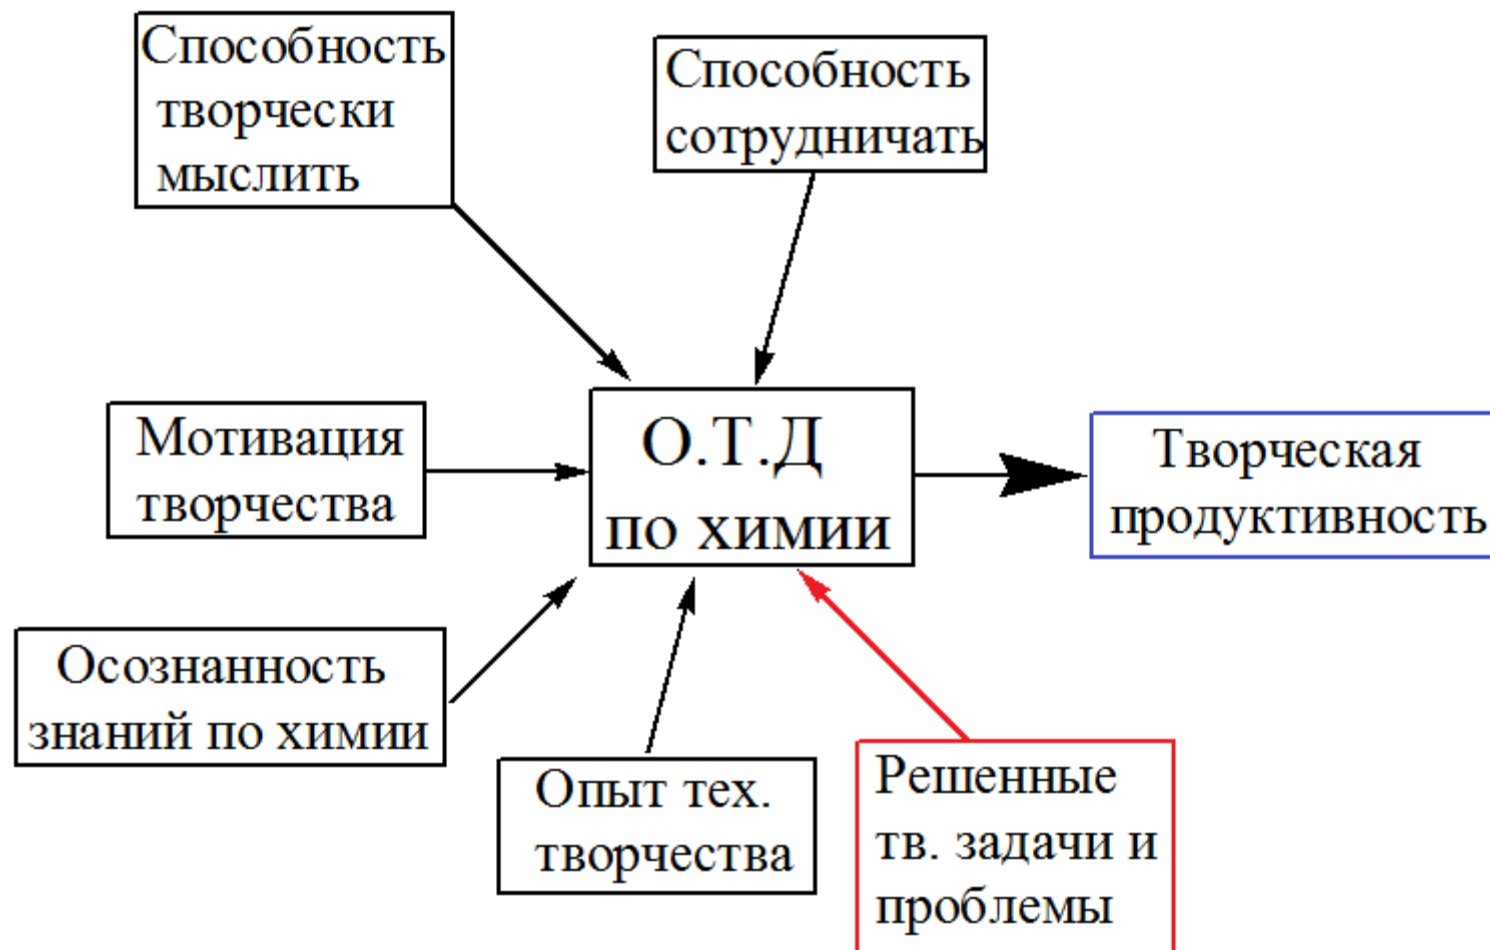 Способность
творчески
мыслить
Способность
сотрудничать
Мотивация
творчества
О.Т.Д
по химии
Творческая
продуктивность
Осознанность
знаний по химии
Опыт тех.
творчества
Решенные
тв. задачи и
проблемы